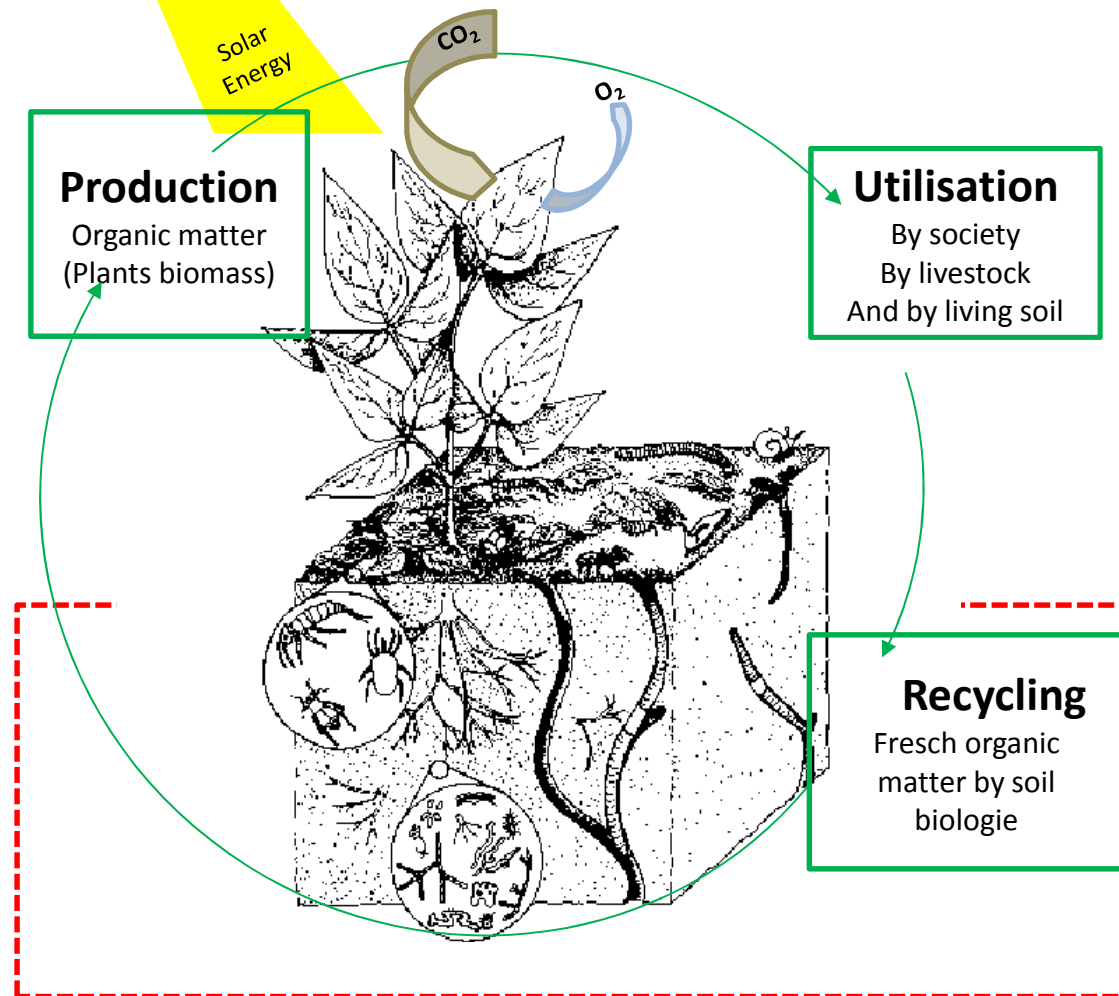 Solar
Energy
CO₂
O₂
Production
Organic matter
(Plants biomass)
Utilisation
By society
By livestock
And by living soil
Recycling
Fresch organic
matter by soil
biologie